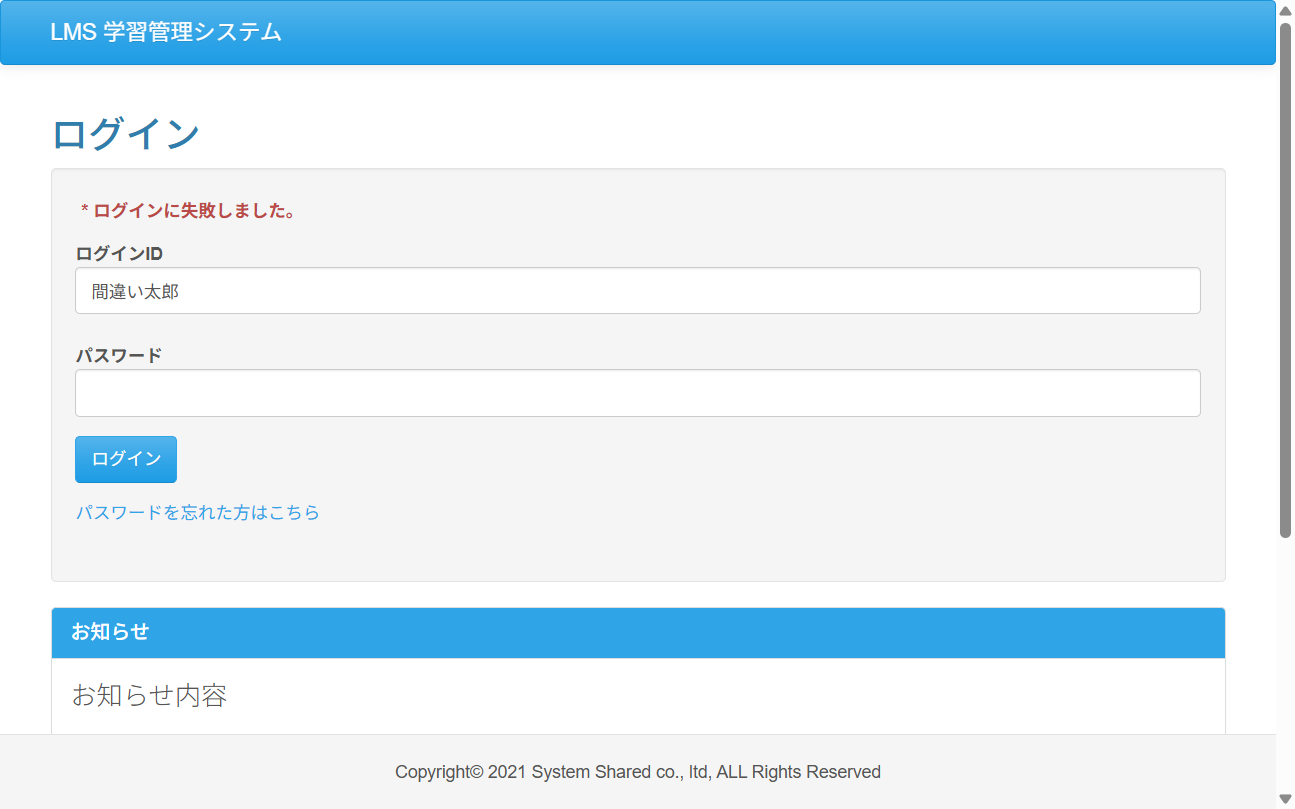 LMS 学習管理システム
ログイン
* ログインに失敗しました。
ログインID
間違い太郎
パスワード
ログイン
パスワードを忘れた方はこちら
お知らせ
お知らせ内容
Copyright© 2021 System Shared co., ltd, ALL Rights Reserved